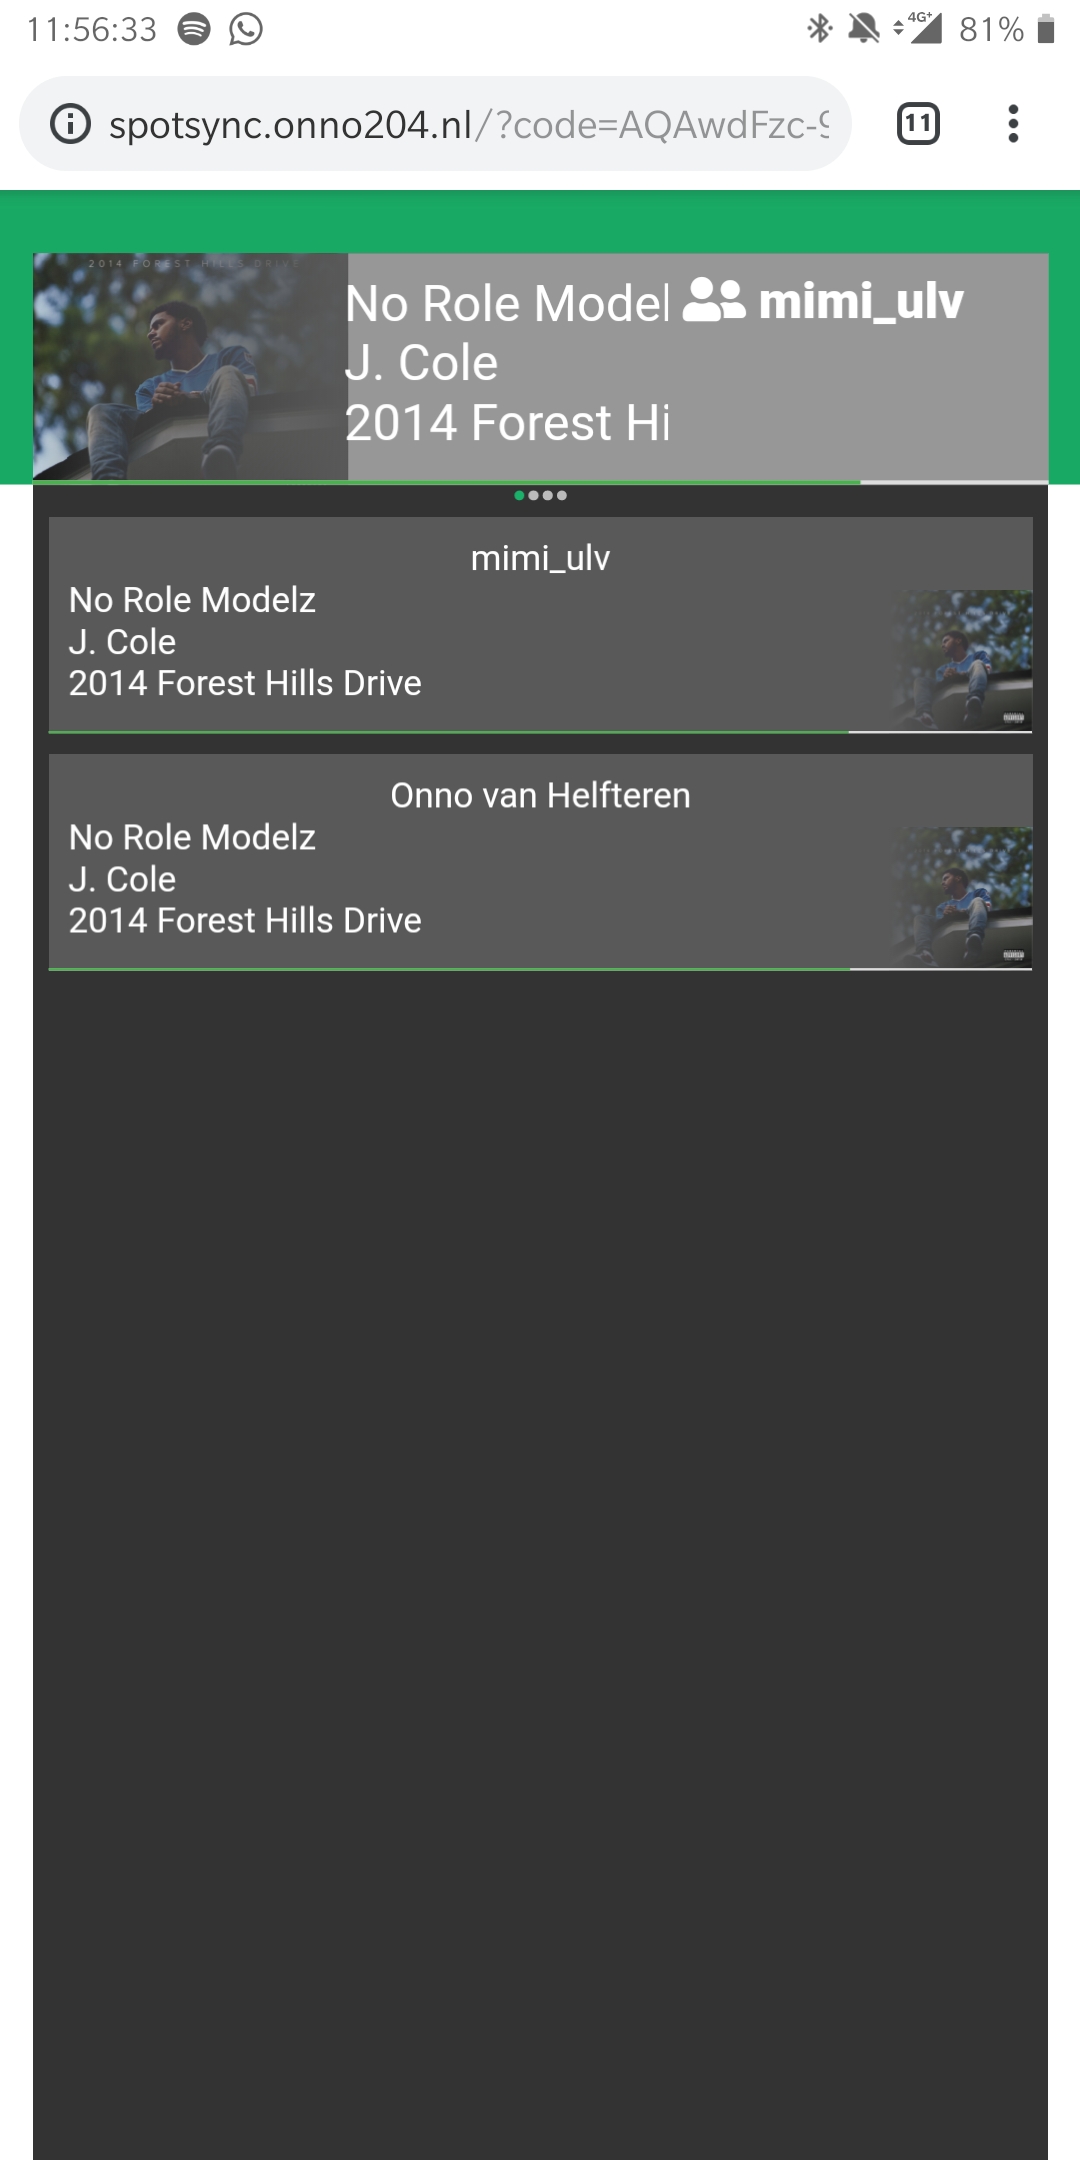 11:56:33
4G+ 81%
spotsync.onno204.nl/?code=AQAwdFzc-9
11
2014 FOREST HILLS DRIVE
No Role Model
mimi_ulv
J. Cole
2014 Forest Hi
mimi_ulv
No Role Modelz
J. Cole
2014 Forest Hills Drive
Onno van Helfteren
No Role Modelz
J. Cole
2014 Forest Hills Drive